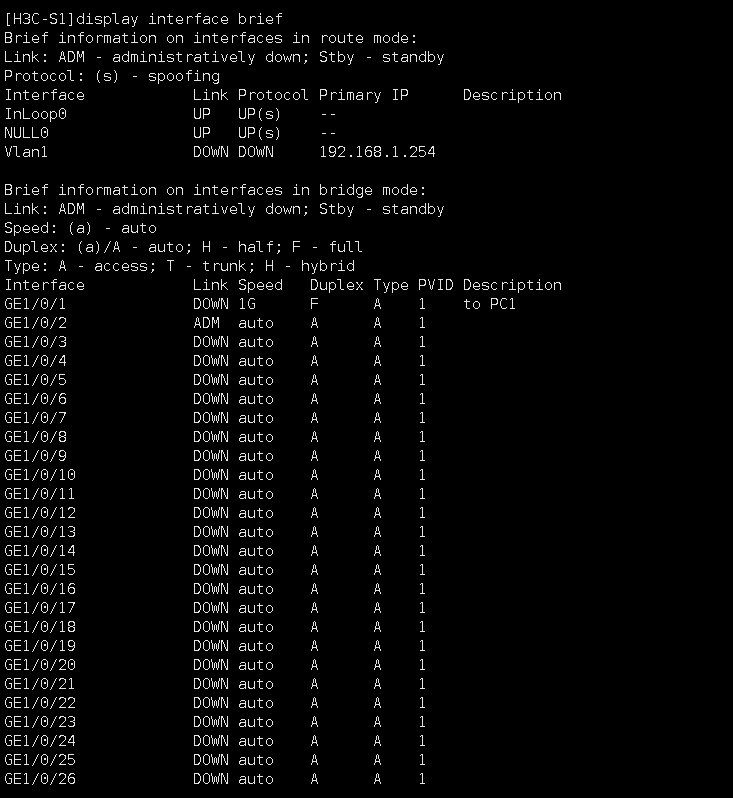 [H3C-S1]display interface brief
Brief information on interfaces in route mode:
Link: ADM - administratively down; Stby - standby
Protocol: (s) - spoofing
Interface            Link Protocol Primary IP      Description
InLoop0              UP   UP(s)    --
NULL0                UP   UP(s)    --
Vlan1                DOWN DOWN     192.168.1.254

Brief information on interfaces in bridge mode:
Link: ADM - administratively down; Stby - standby
Speed: (a) - auto
Duplex: (a)/A - auto; H - half; F - full
Type: A - access; T - trunk; H - hybrid
Interface            Link Speed   Duplex Type PVID Description
GE1/0/1              DOWN 1G      F      A    1    to PC1
GE1/0/2              ADM  auto    A      A    1
GE1/0/3              DOWN auto    A      A    1
GE1/0/4              DOWN auto    A      A    1
GE1/0/5              DOWN auto    A      A    1
GE1/0/6              DOWN auto    A      A    1
GE1/0/7              DOWN auto    A      A    1
GE1/0/8              DOWN auto    A      A    1
GE1/0/9              DOWN auto    A      A    1
GE1/0/10             DOWN auto    A      A    1
GE1/0/11             DOWN auto    A      A    1
GE1/0/12             DOWN auto    A      A    1
GE1/0/13             DOWN auto    A      A    1
GE1/0/14             DOWN auto    A      A    1
GE1/0/15             DOWN auto    A      A    1
GE1/0/16             DOWN auto    A      A    1
GE1/0/17             DOWN auto    A      A    1
GE1/0/18             DOWN auto    A      A    1
GE1/0/19             DOWN auto    A      A    1
GE1/0/20             DOWN auto    A      A    1
GE1/0/21             DOWN auto    A      A    1
GE1/0/22             DOWN auto    A      A    1
GE1/0/23             DOWN auto    A      A    1
GE1/0/24             DOWN auto    A      A    1
GE1/0/25             DOWN auto    A      A    1
GE1/0/26             DOWN auto    A      A    1